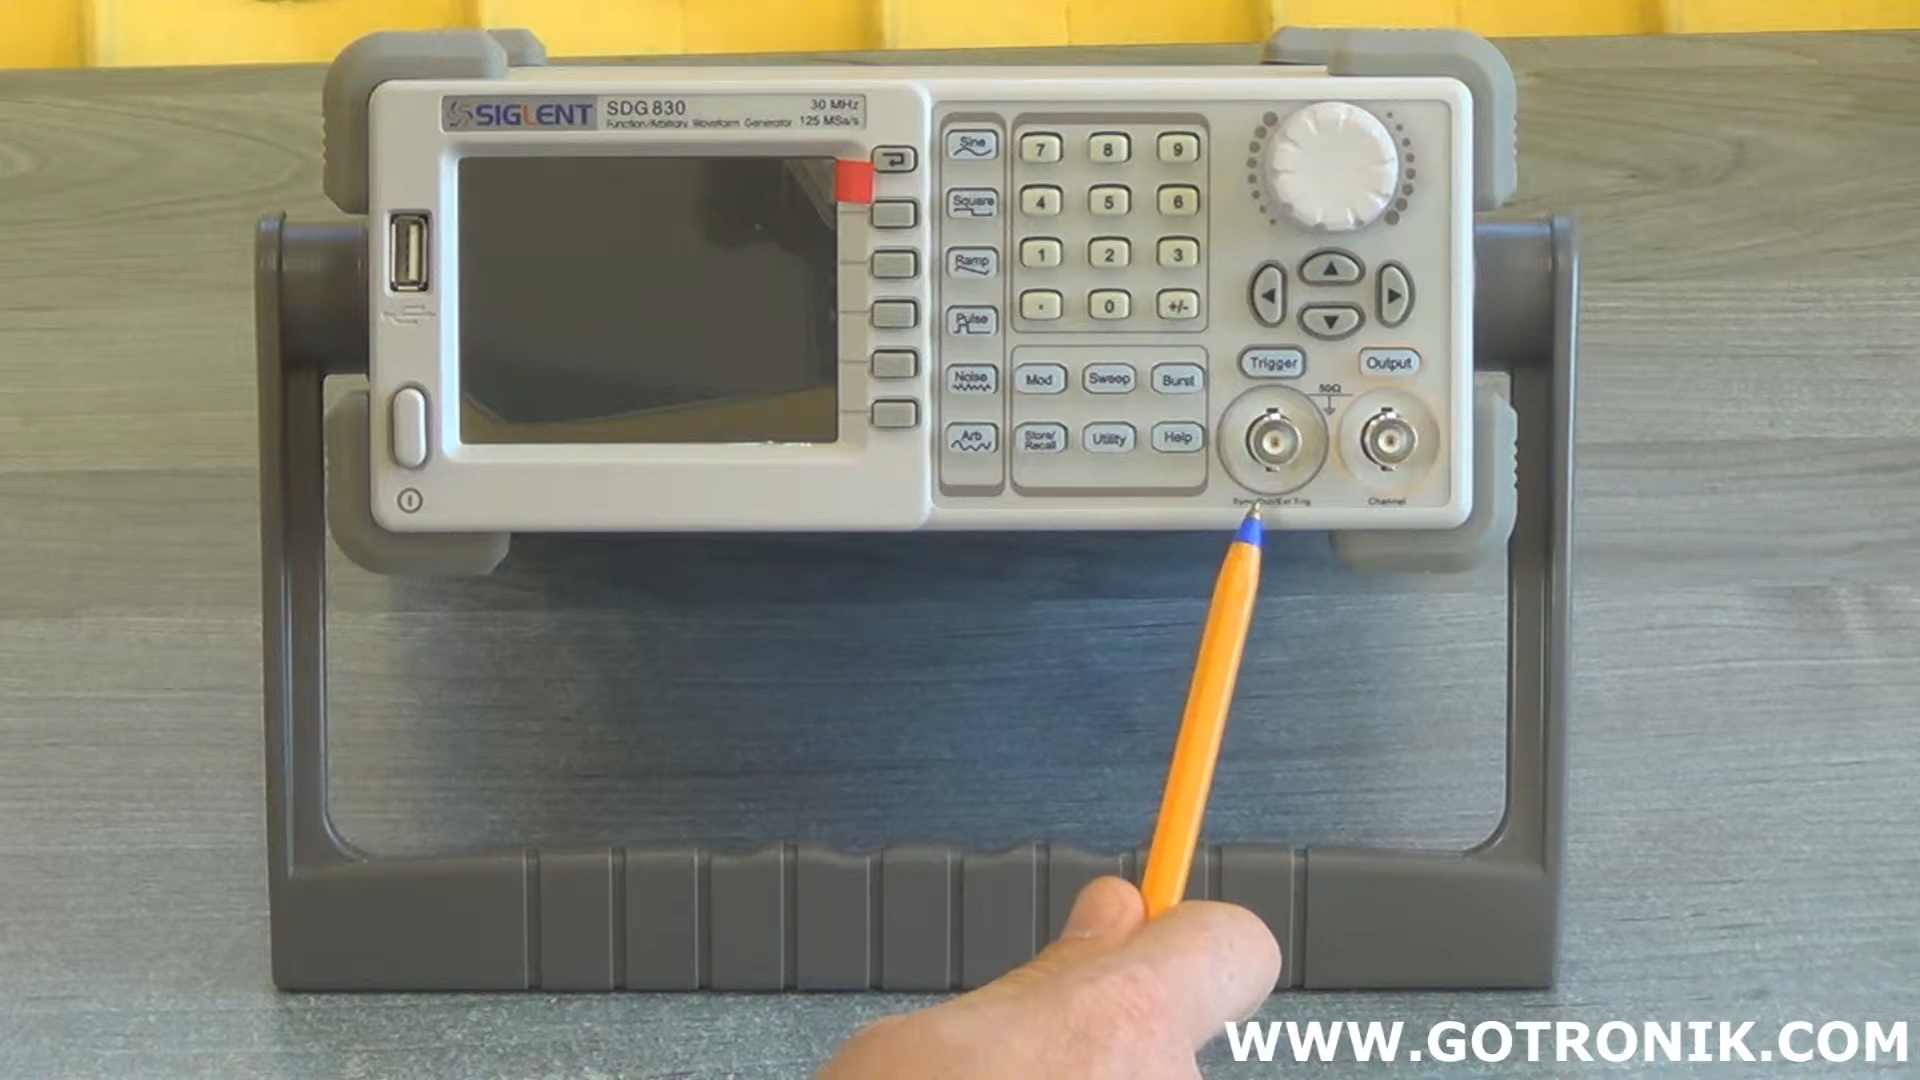 SIGLENT SDG 830 30 MHz
Function/Arbitrary Waveform Generator 125 MSa/s
Sine 7 8 9
Square 4 5 6
Ramp 1 2 3
Pulse . 0 +/-
Trigger Output
Noise Mod Sweep Burst
50Ω
Arb Store/ Recall Utility Help
Channel
WWW.GOTRONIK.COM